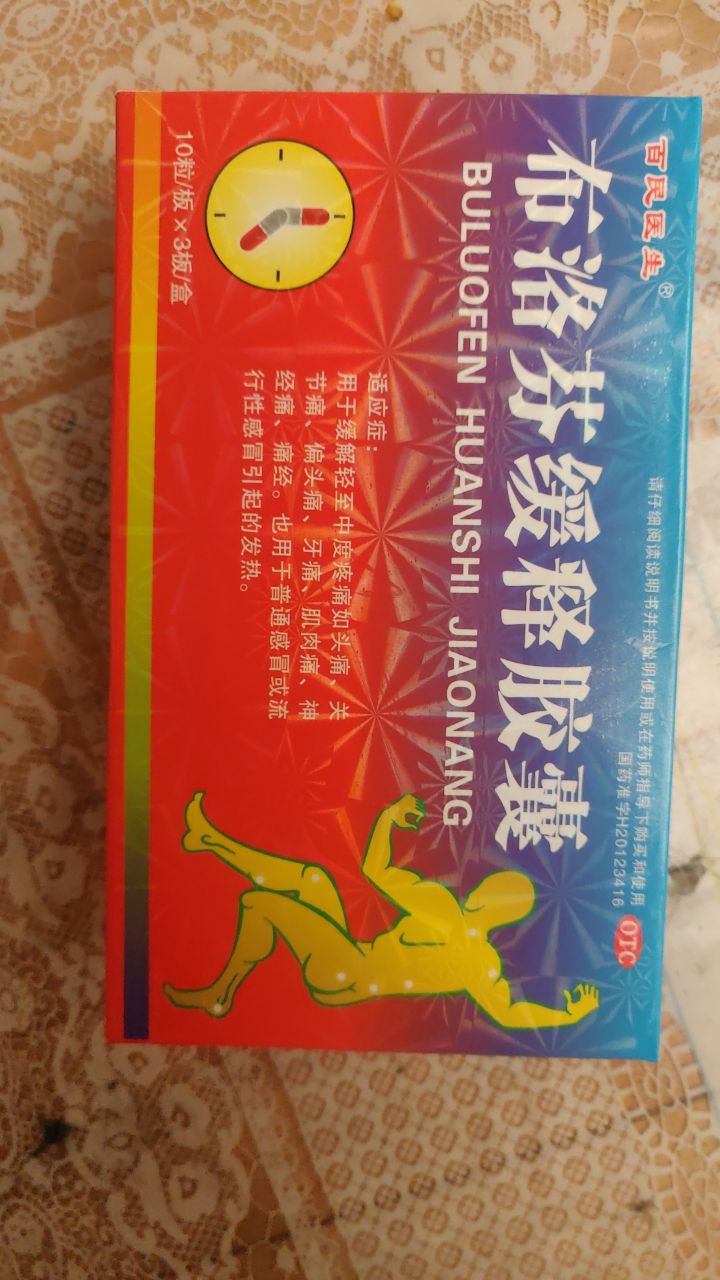 百民医生®
请仔细阅读说明书并按说明使用或在药师指导下购买和使用
国药准字H20123416
OTC
布洛芬缓释胶囊
BULUOFEN HUANSHI JIAONANG
适应症：
用于缓解轻至中度疼痛如头痛、关
节痛、偏头痛、牙痛、肌肉痛、神
经痛、痛经。也用于普通感冒或流
行性感冒引起的发热。
10粒/板×3板/盒